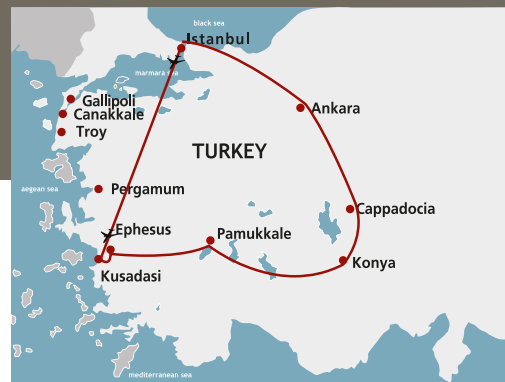 black sea
Istanbul
marmara sea
Gallipoli
Canakkale
Troy
Ankara
TURKEY
aegean sea
Pergamum
Cappadocia
Ephesus
Pamukkale
Konya
Kusadasi
mediterranean sea